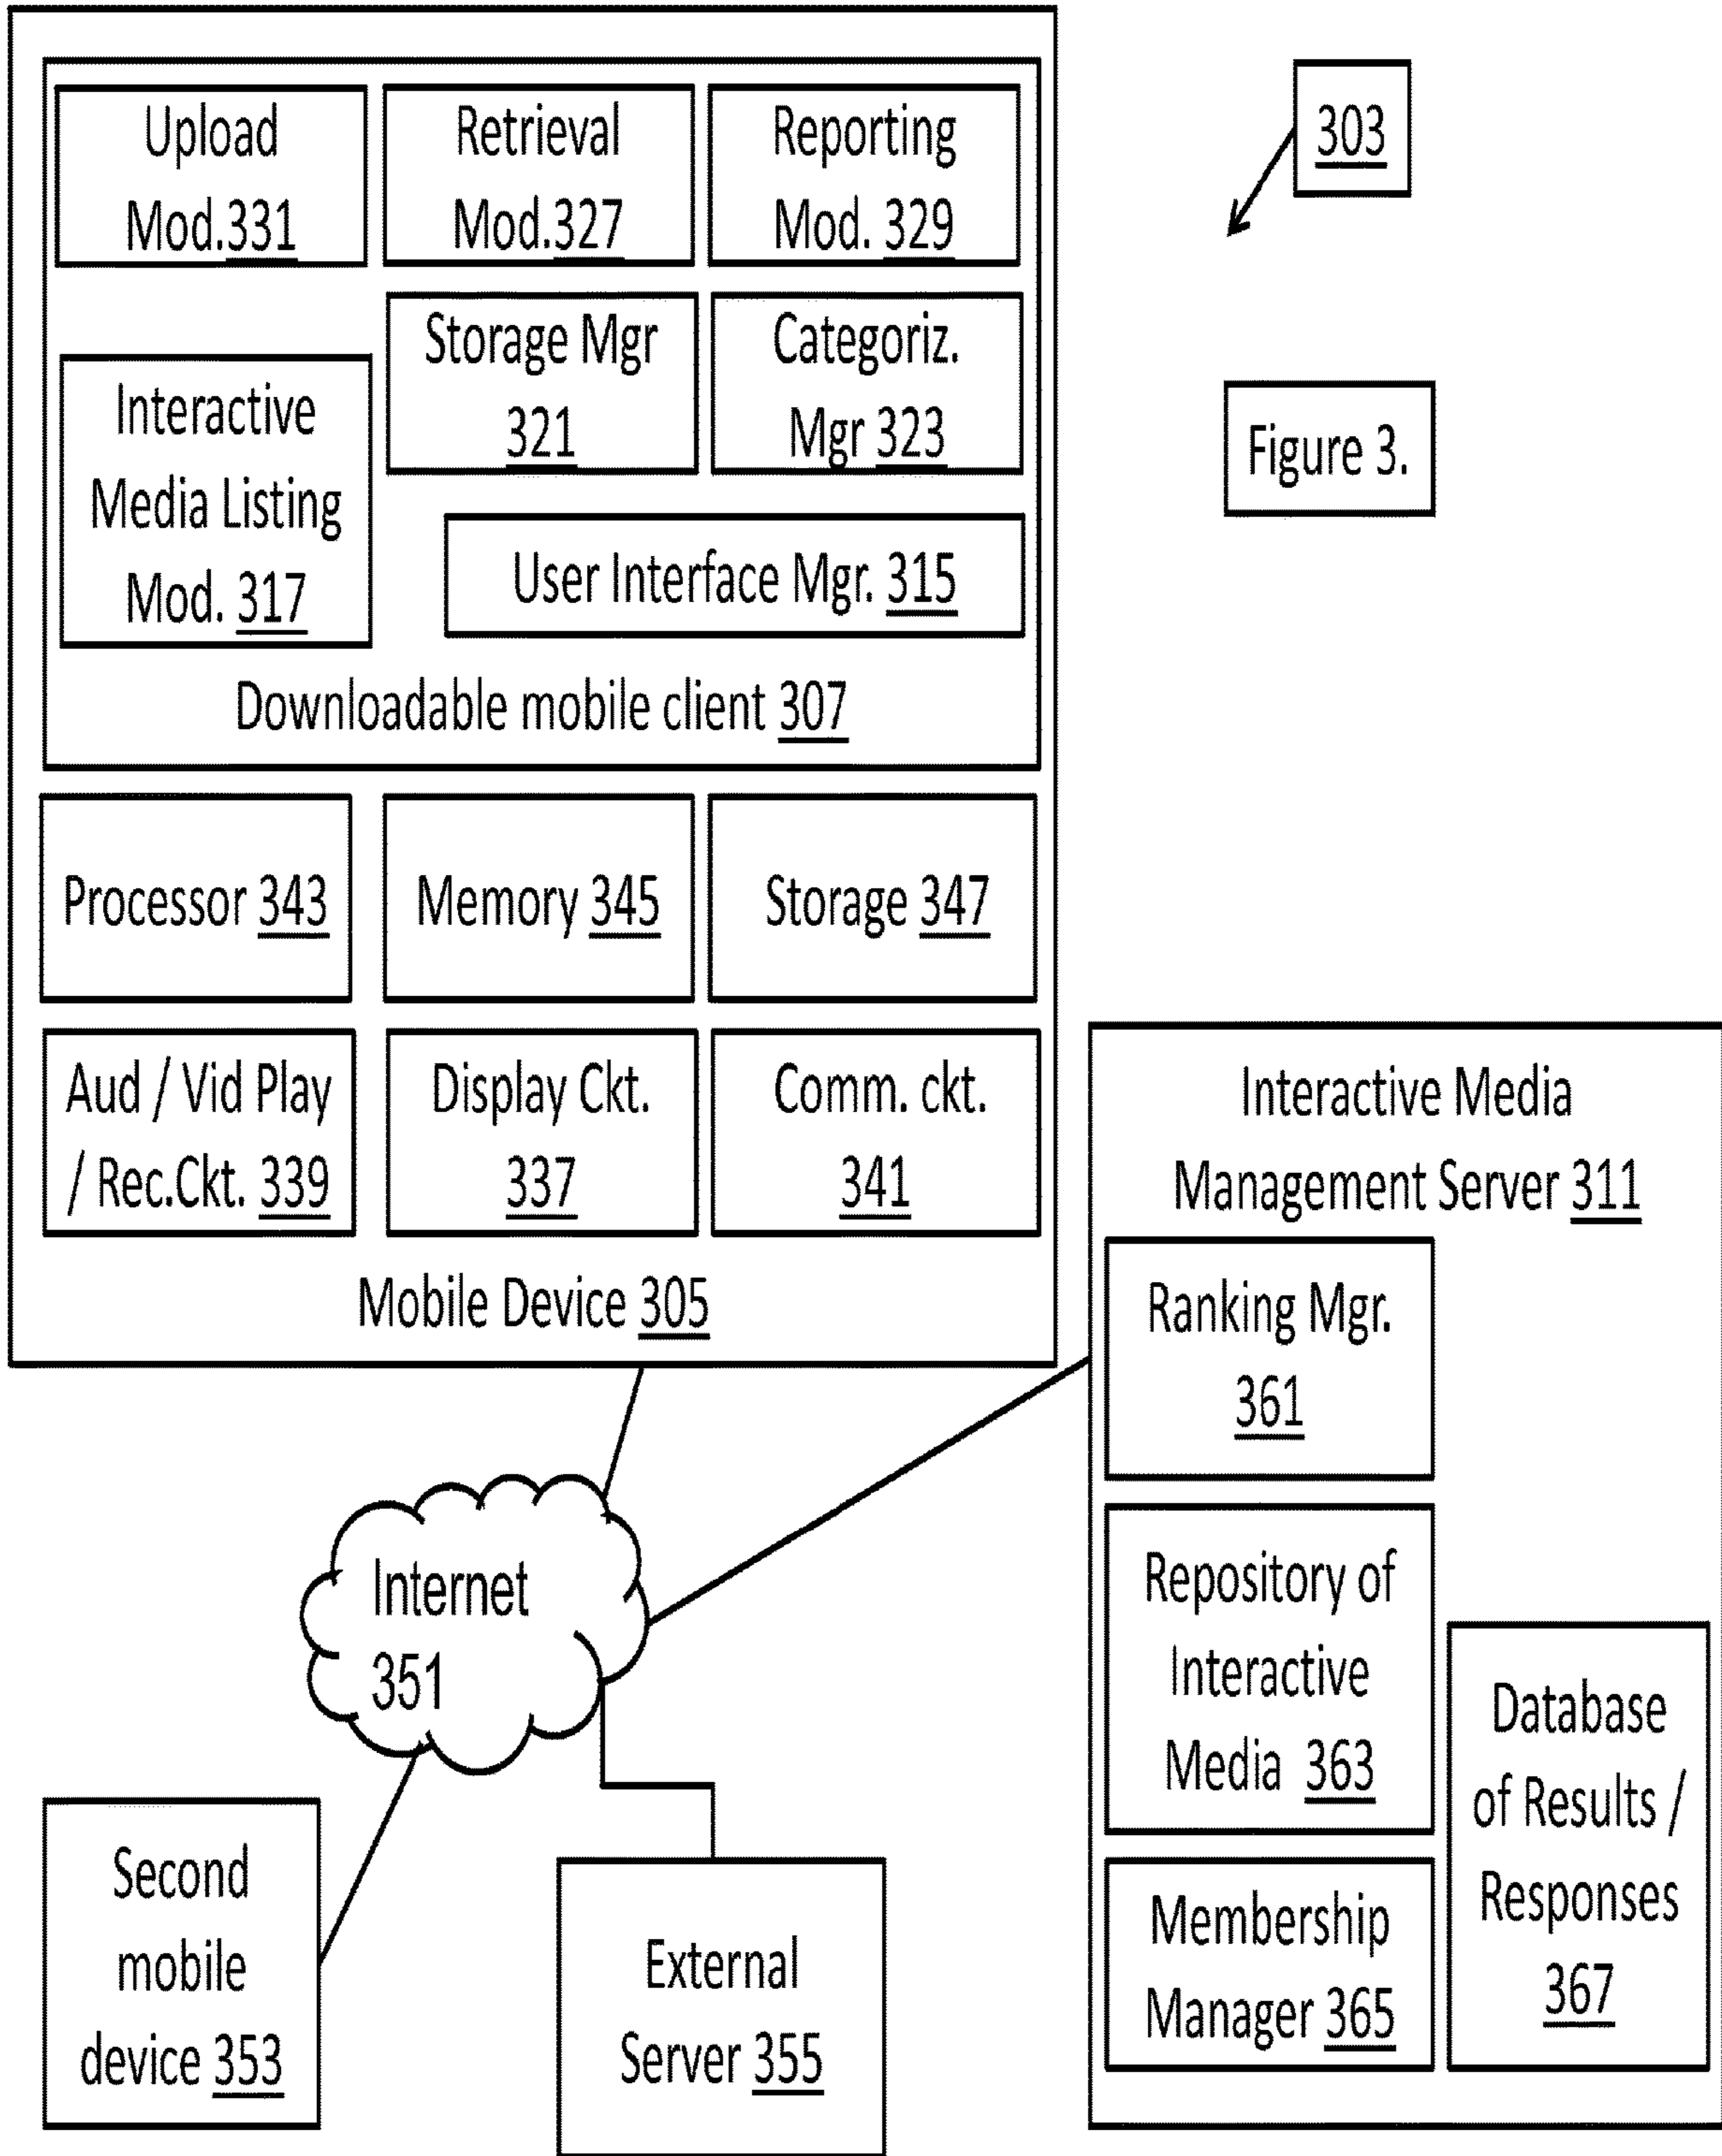 Upload
Mod.331
Retrieval
Mod.327
Reporting
Mod. 329
303
Storage Mgr
321
Categoriz.
Mgr 323
Interactive
Media Listing
Mod. 317
Figure 3.
User Interface Mgr. 315
Downloadable mobile client 307
Processor 343
Memory 345
Storage 347
Aud / Vid Play
/ Rec.Ckt. 339
Display Ckt.
337
Comm. ckt.
341
Mobile Device 305
Interactive Media
Management Server 311
Ranking Mgr.
361
Repository of
Interactive
Media 363
Membership
Manager 365
Database
of Results /
Responses
367
Internet
351
Second
mobile
device 353
External
Server 355